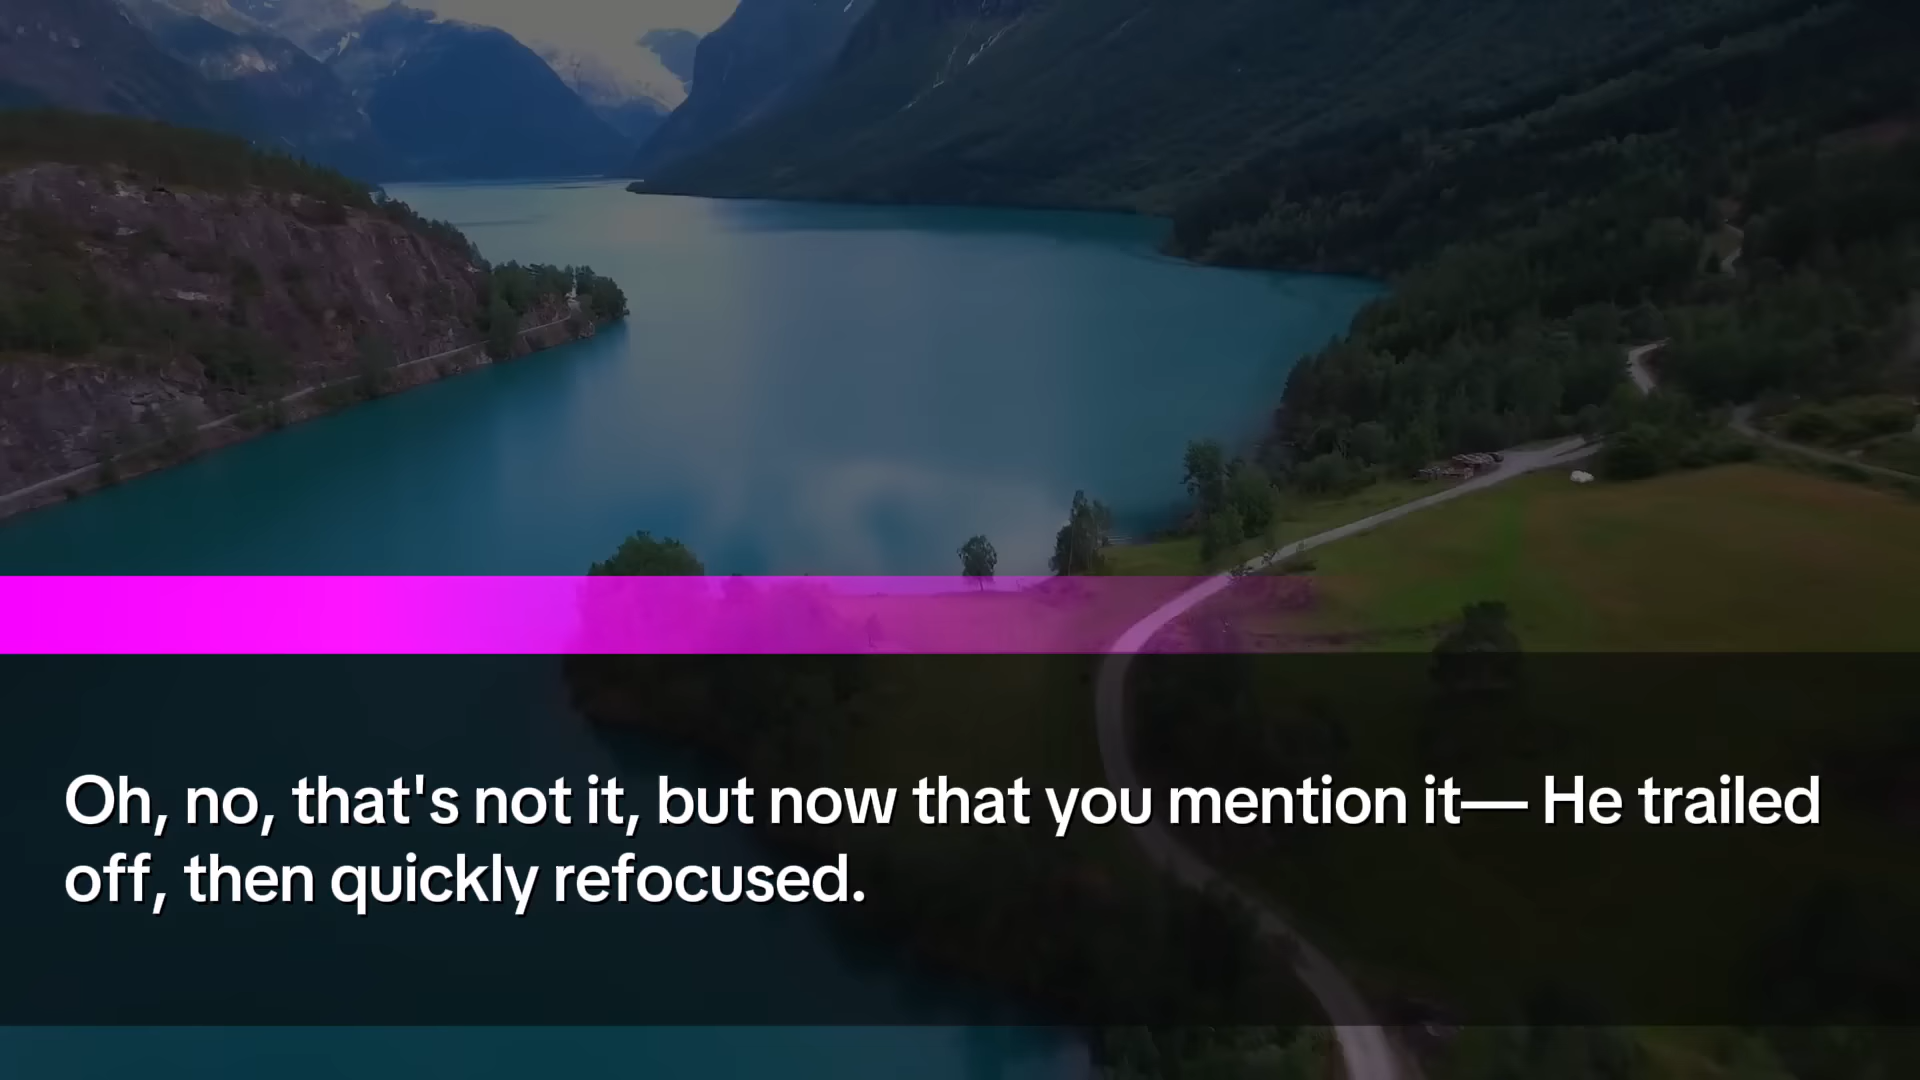 Oh, no, that's not it, but now that you mention it— He trailed
off, then quickly refocused.